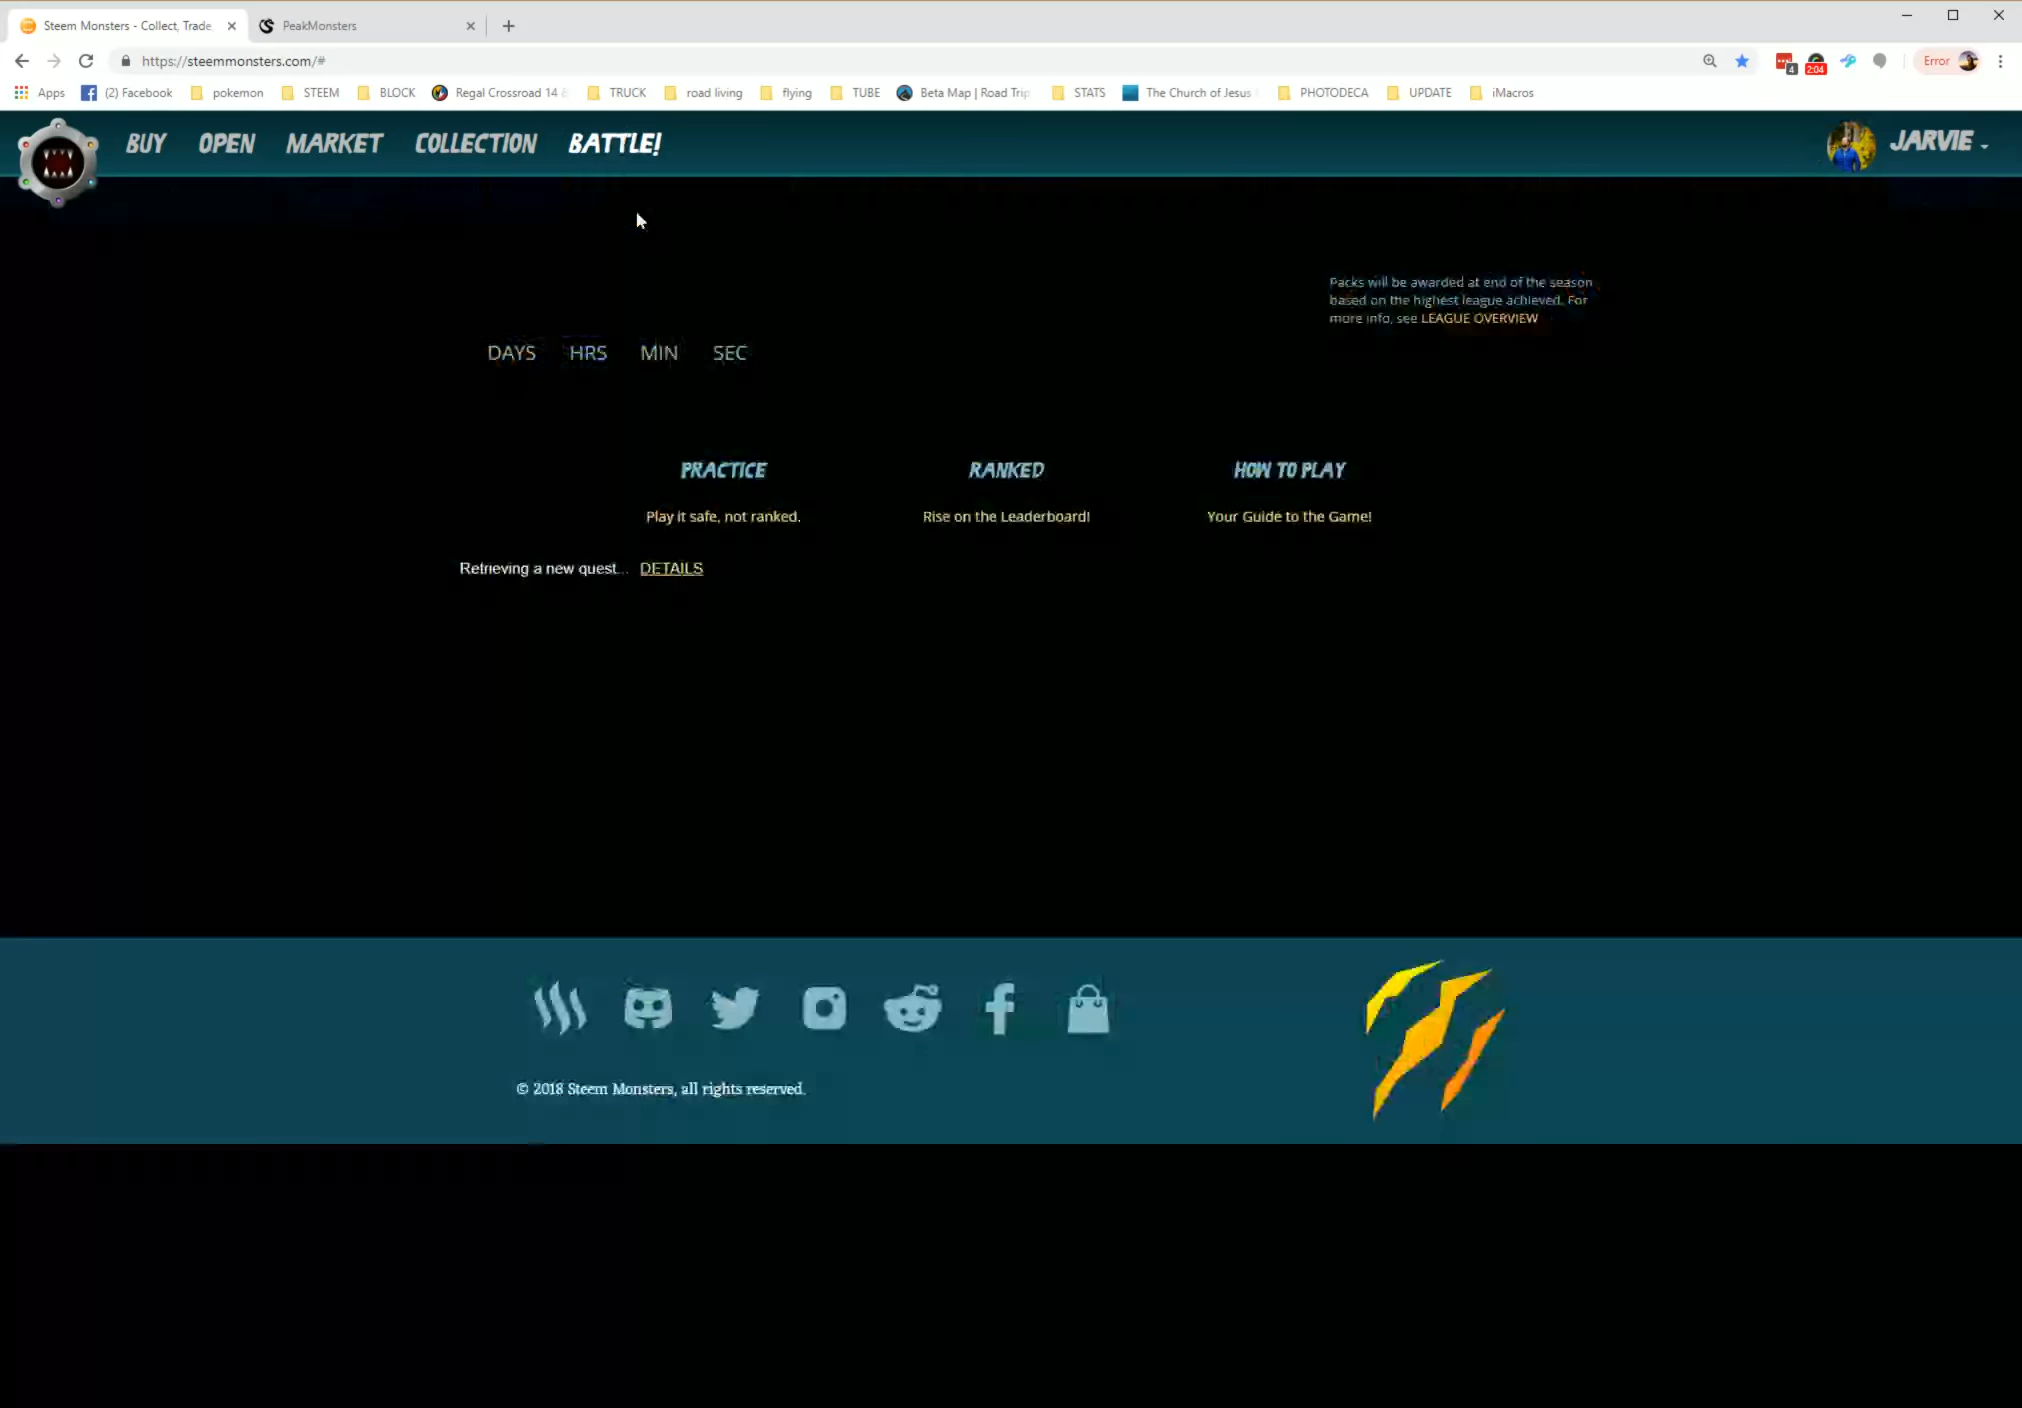 Steem Monsters - Collect, Trade
PeakMonsters
https://steemmonsters.com/#
4
2:04
Error
Apps
(2) Facebook
pokemon
STEEM
BLOCK
Regal Crossroad 14 &
TRUCK
road living
flying
TUBE
Beta Map | Road Trip
STATS
The Church of Jesus
PHOTODECA
UPDATE
iMacros
BUY
OPEN
MARKET
COLLECTION
BATTLE!
JARVIE
Packs will be awarded at end of the season
based on the highest league achieved. For
more info, see LEAGUE OVERVIEW
DAYS HRS MIN SEC
PRACTICE
RANKED
HOW TO PLAY
Play it safe, not ranked.
Rise on the Leaderboard!
Your Guide to the Game!
Retrieving a new quest... DETAILS
© 2018 Steem Monsters, all rights reserved.